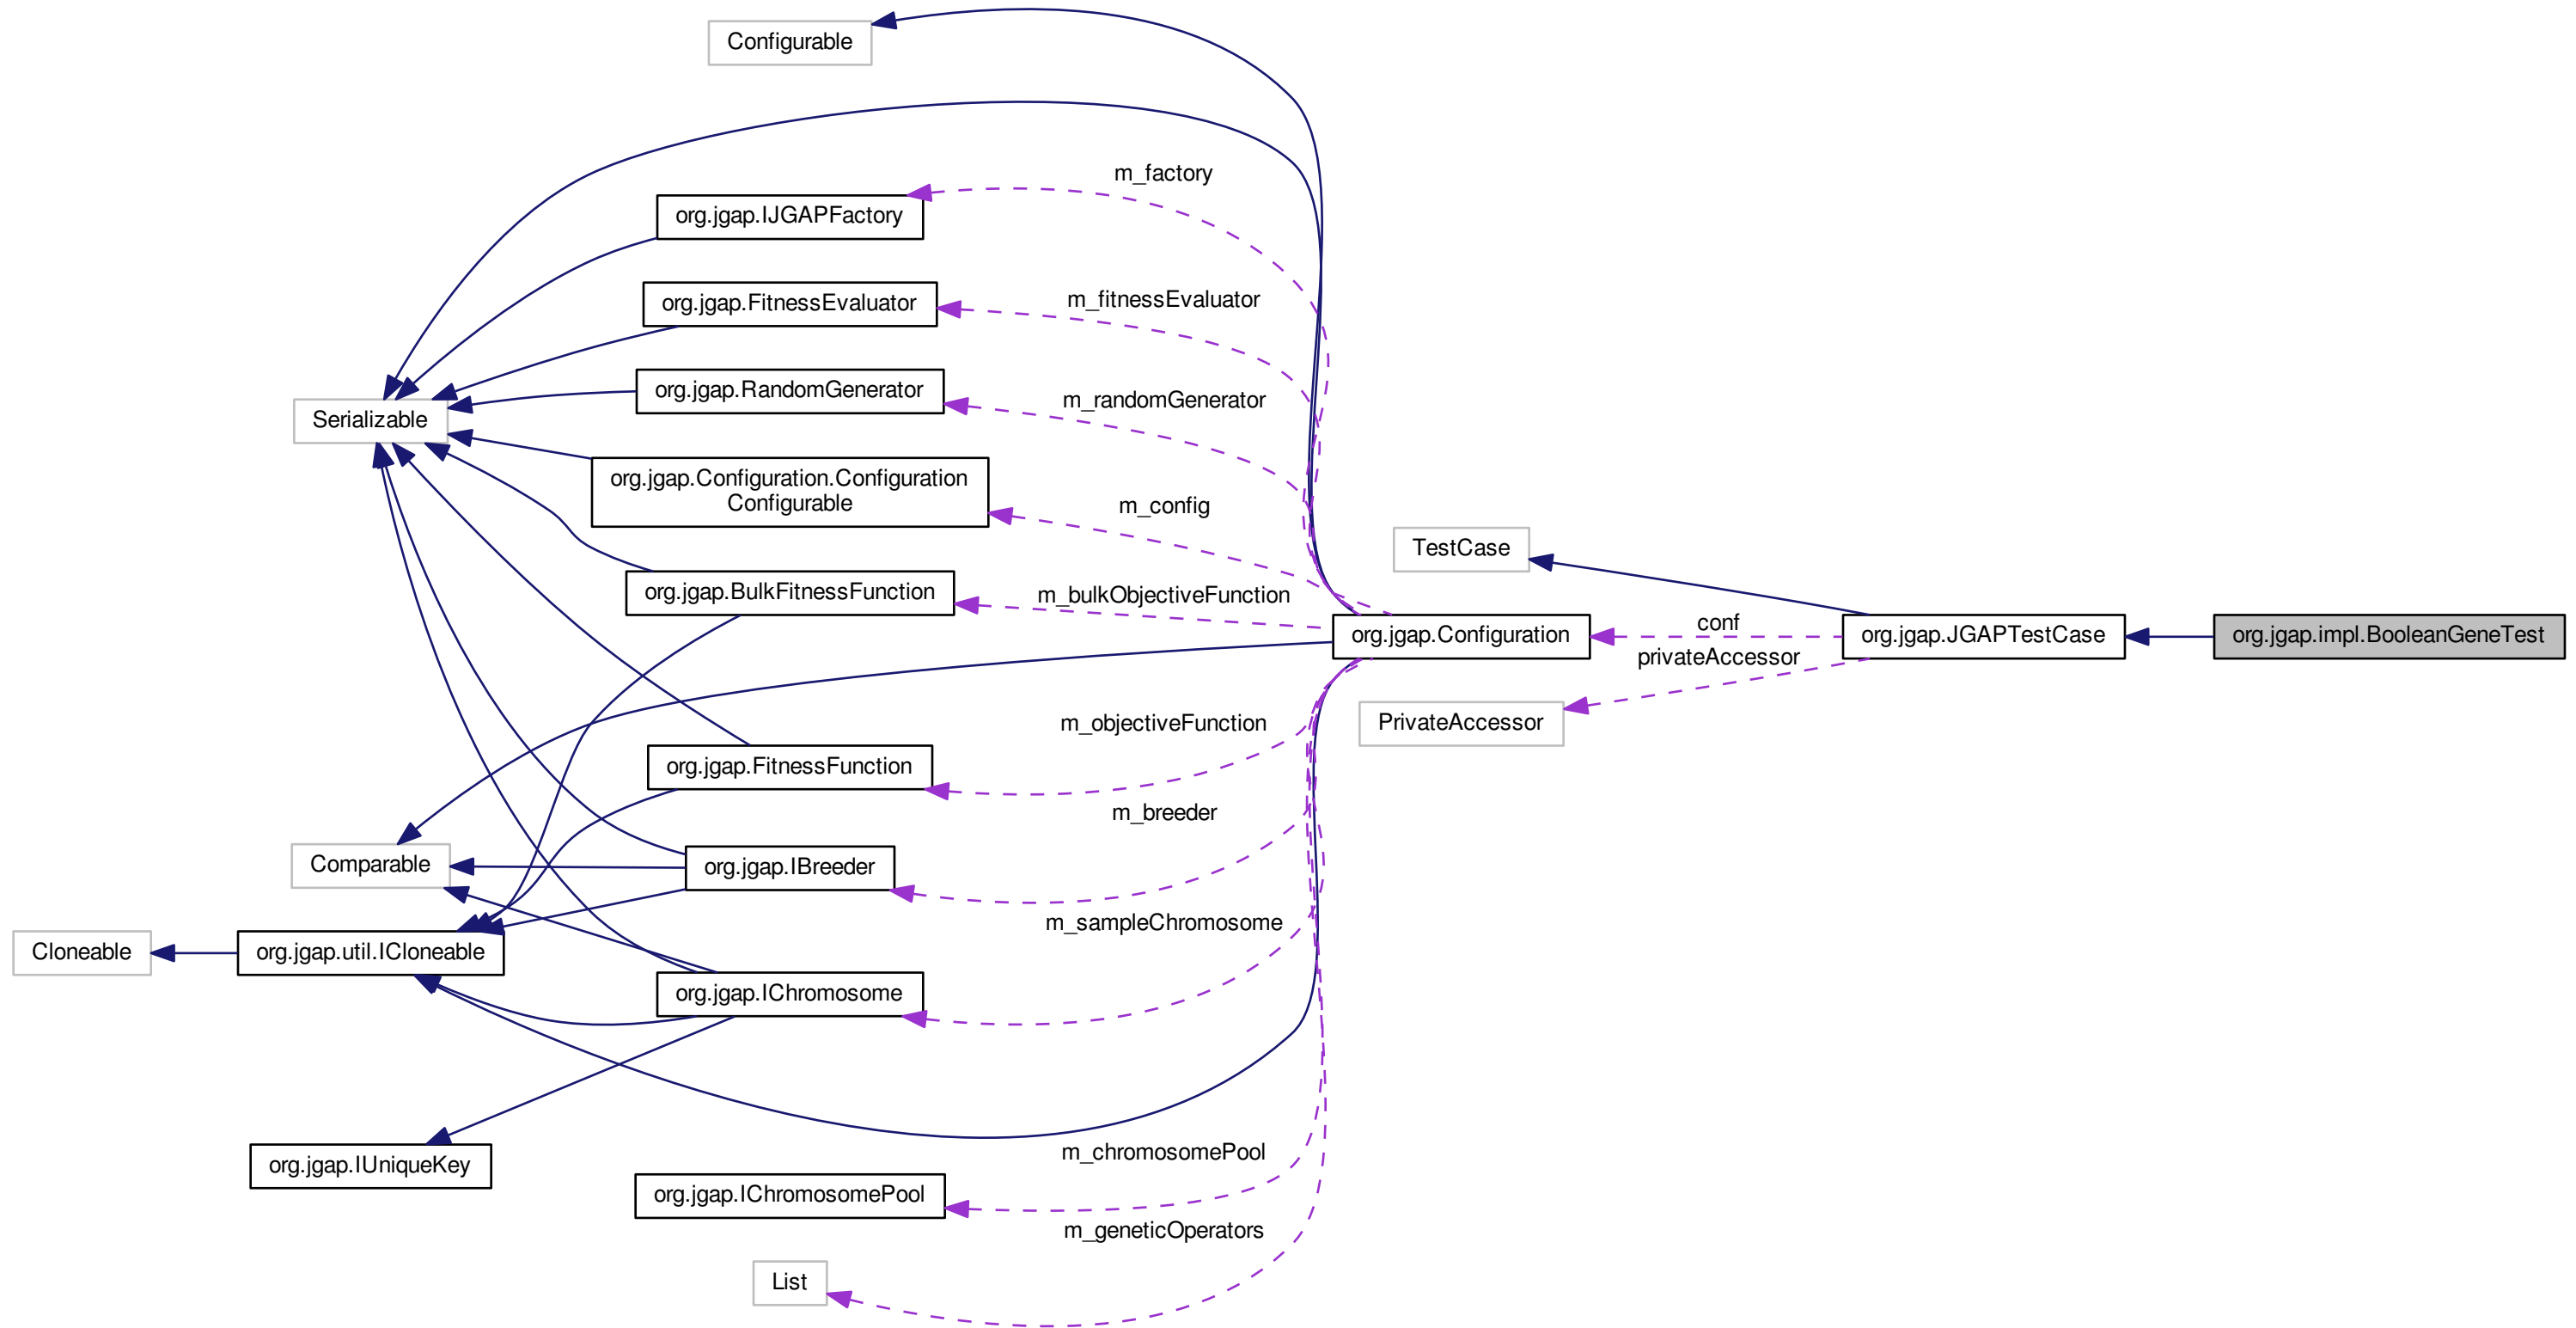 Configurable
m_factory
org.jgap.IJGAPFactory
m_fitnessEvaluator
org.jgap.FitnessEvaluator
m_randomGenerator
org.jgap.RandomGenerator
Serializable
org.jgap.Configuration.Configuration
Configurable
m_config
TestCase
org.jgap.BulkFitnessFunction
m_bulkObjectiveFunction
org.jgap.Configuration
conf
privateAccessor
org.jgap.JGAPTestCase
org.jgap.impl.BooleanGeneTest
PrivateAccessor
m_objectiveFunction
org.jgap.FitnessFunction
m_breeder
Comparable
org.jgap.IBreeder
m_sampleChromosome
Cloneable
org.jgap.util.ICloneable
org.jgap.IChromosome
m_chromosomePool
org.jgap.IUniqueKey
org.jgap.IChromosomePool
m_geneticOperators
List